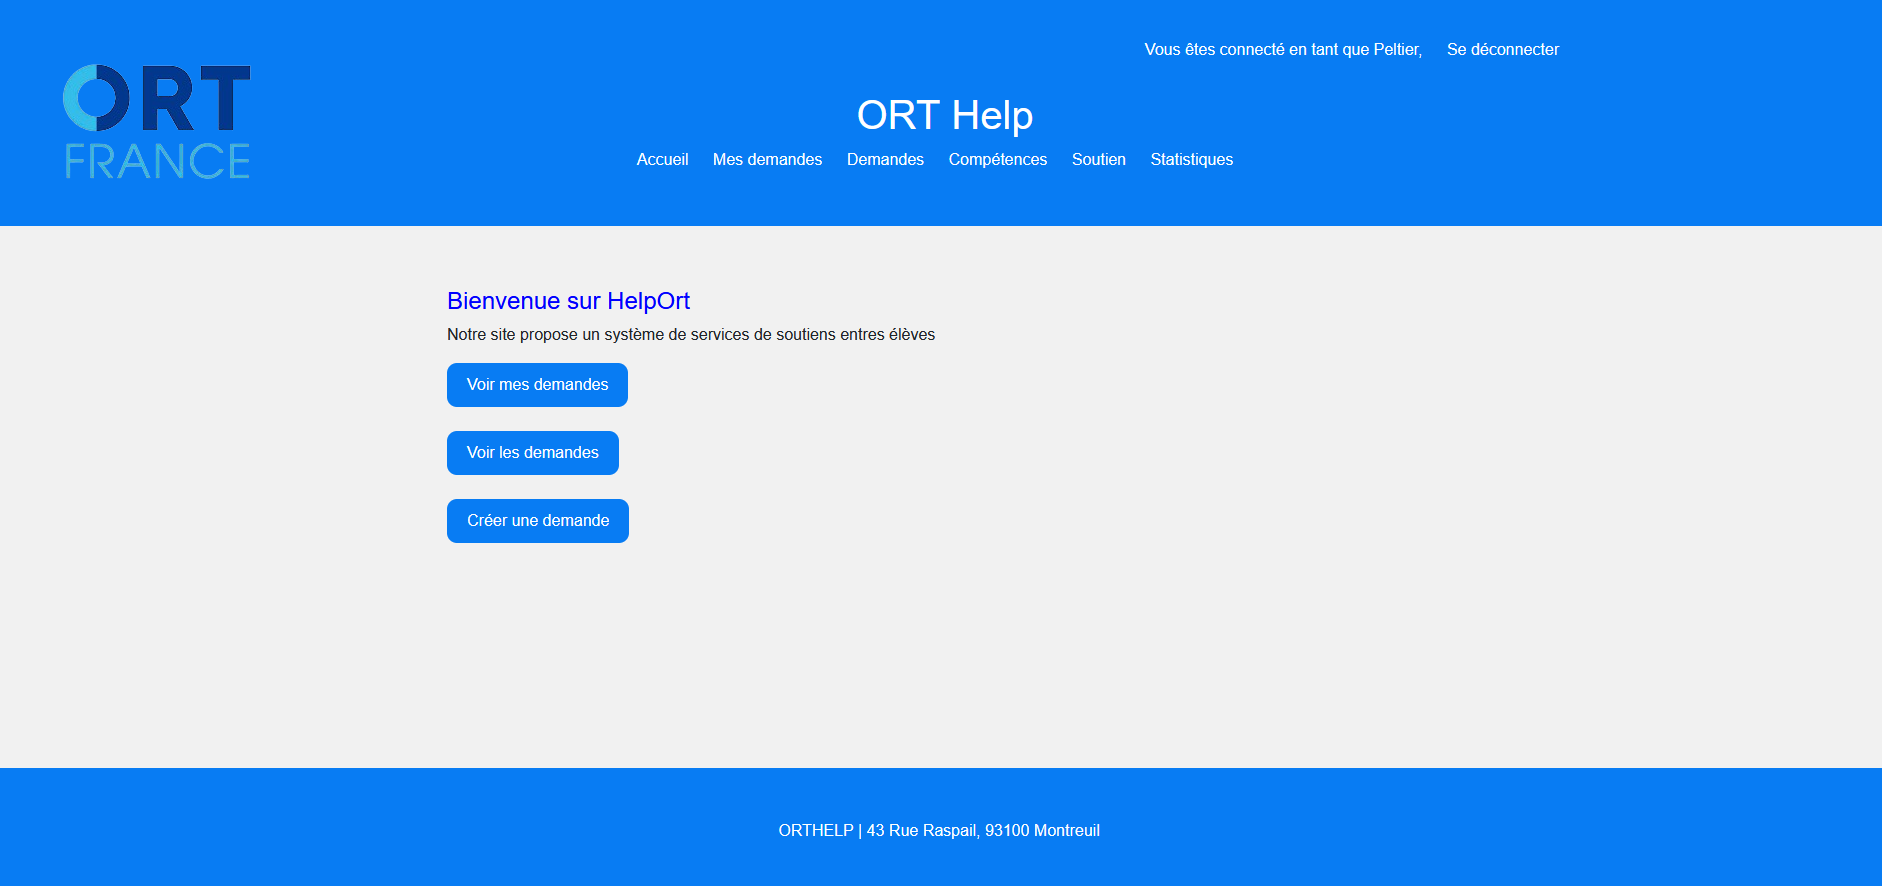 Vous êtes connecté en tant que Peltier, Se déconnecter
ORT
FRANCE
ORT Help
Accueil Mes demandes Demandes Compétences Soutien Statistiques
Bienvenue sur HelpOrt
Notre site propose un système de services de soutiens entres élèves
Voir mes demandes
Voir les demandes
Créer une demande
ORTHELP | 43 Rue Raspail, 93100 Montreuil